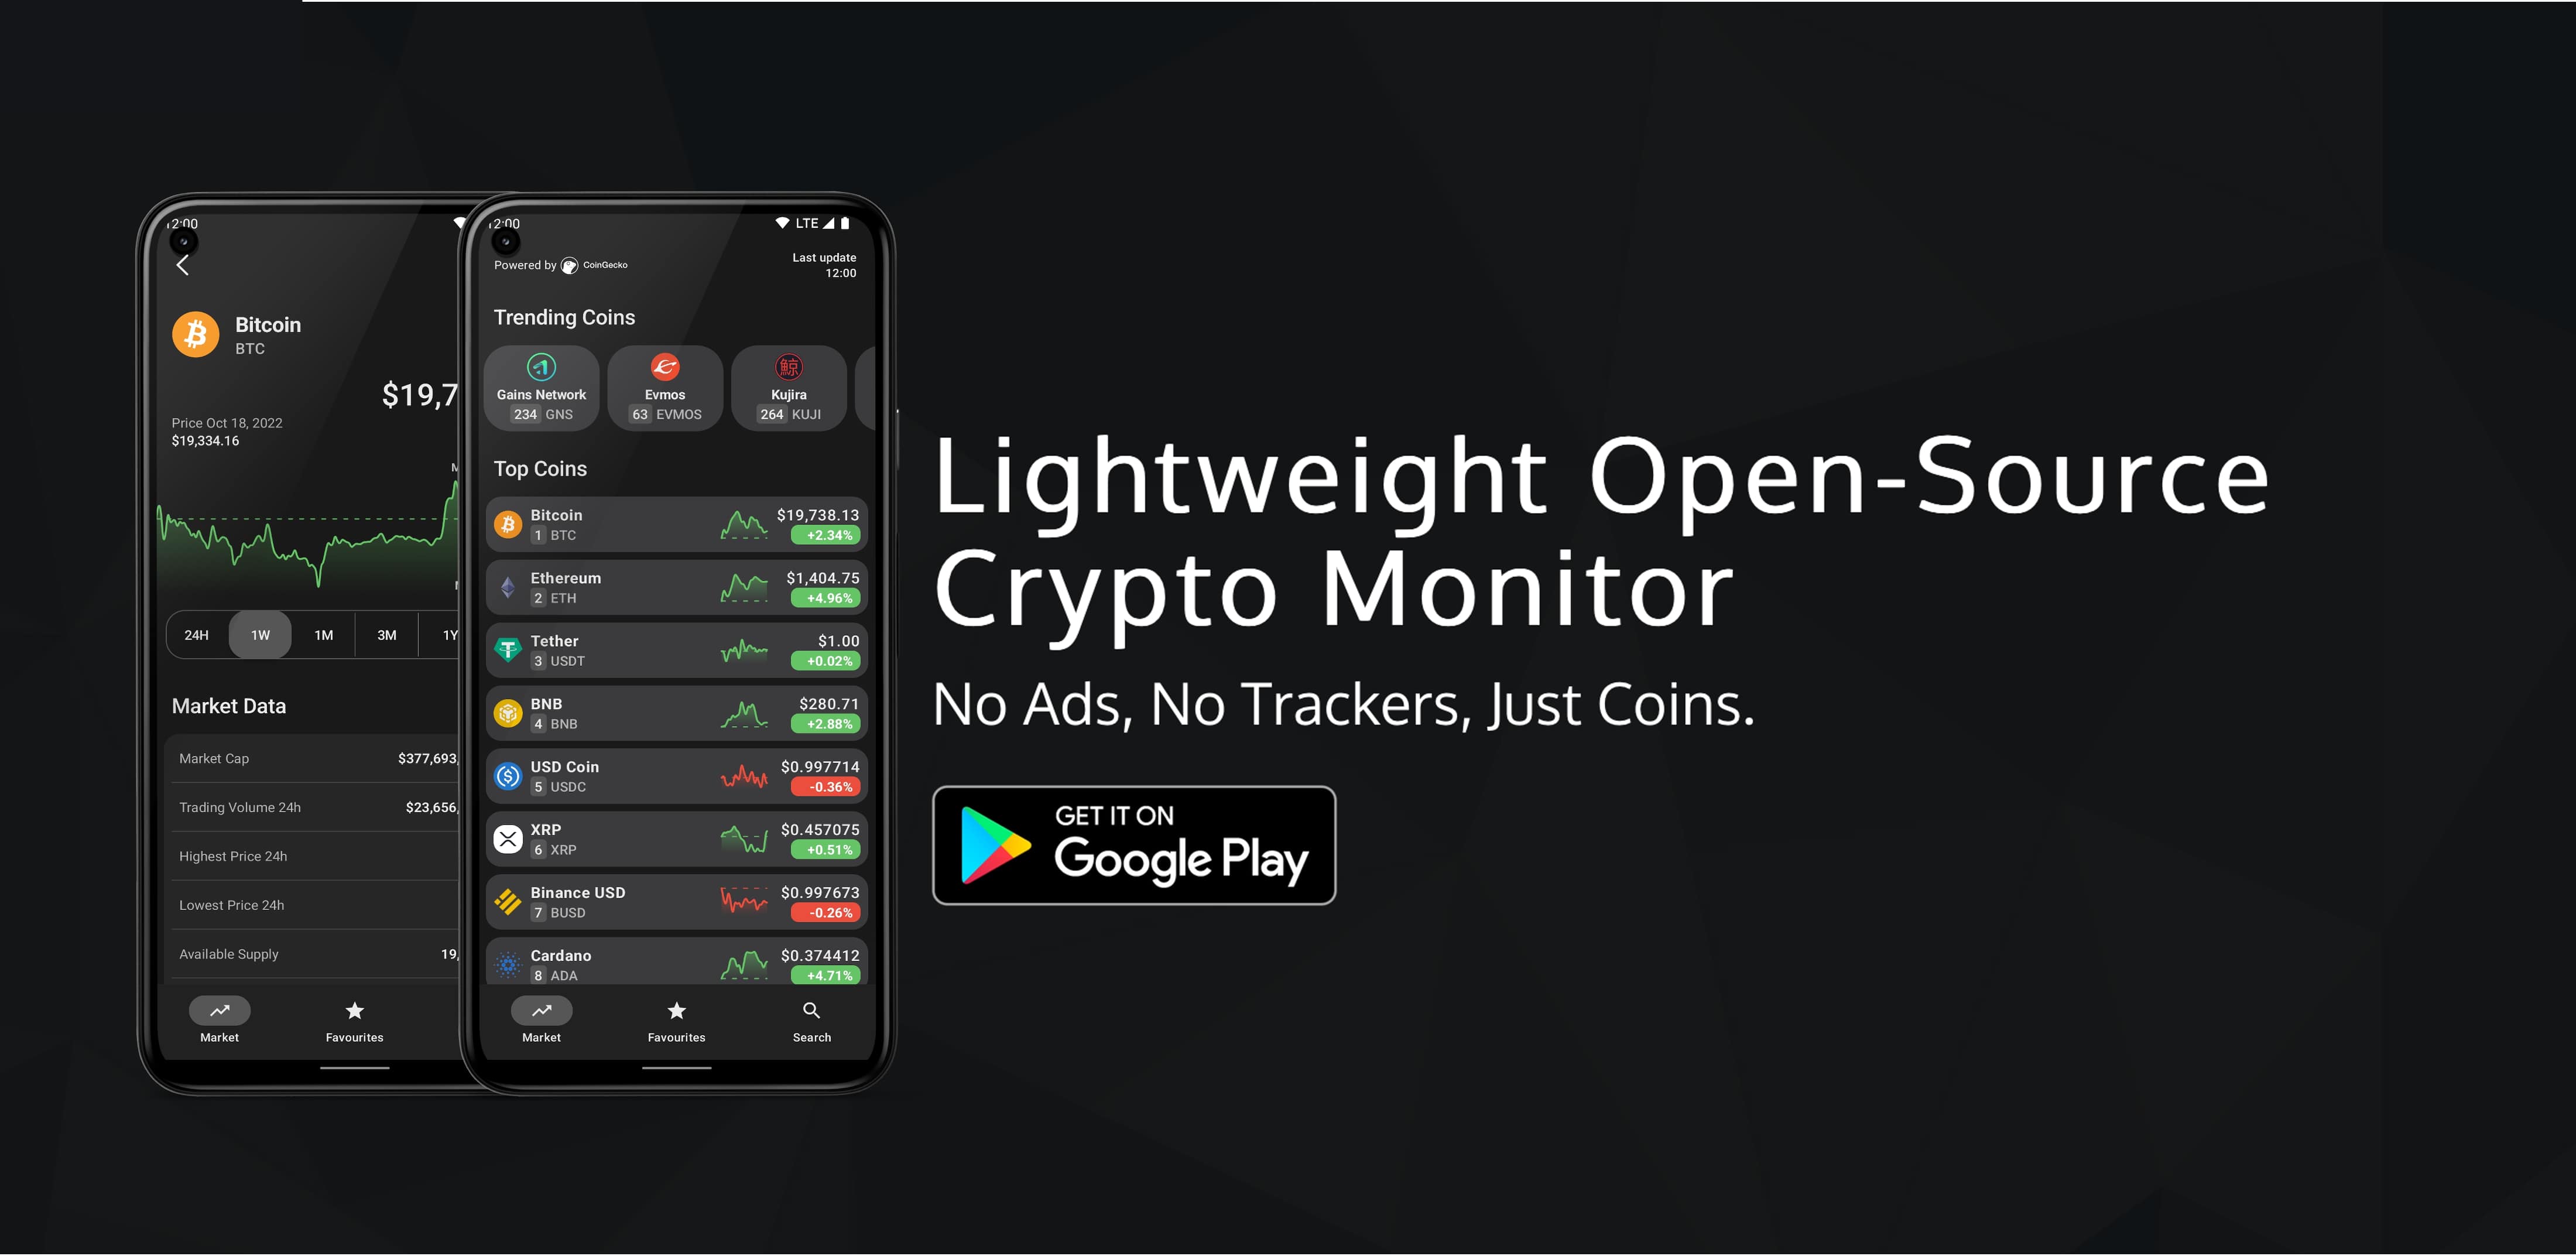 12:00
Bitcoin
BTC
$19,7
Price Oct 18, 2022
$19,334.16
24H 1W 1M 3M 1Y
Market Data
Market Cap $377,693,
Trading Volume 24h $23,656,
Highest Price 24h
Lowest Price 24h
Available Supply 19,
Market Favourites
12:00 LTE
Powered by CoinGecko
Last update
12:00
Trending Coins
Gains Network
234 GNS
Evmos
63 EVMOS
鯨
Kujira
264 KUJI
Top Coins
Bitcoin $19,738.13
1 BTC +2.34%
Ethereum $1,404.75
2 ETH +4.96%
Tether $1.00
3 USDT +0.02%
BNB $280.71
4 BNB +2.88%
USD Coin $0.997714
5 USDC -0.36%
XRP $0.457075
6 XRP +0.51%
Binance USD $0.997673
7 BUSD -0.26%
Cardano $0.374412
8 ADA +4.71%
Market Favourites Search
Lightweight Open-Source
Crypto Monitor
No Ads, No Trackers, Just Coins.
GET IT ON
Google Play